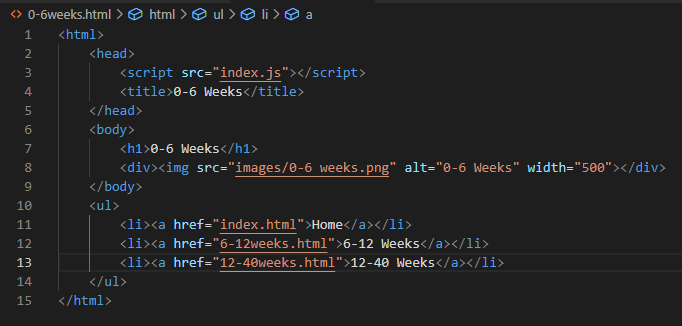 0-6weeks.html > html > ul > li > a
1 <html>
2 <head>
3 <script src="index.js"></script>
4 <title>0-6 Weeks</title>
5 </head>
6 <body>
7 <h1>0-6 Weeks</h1>
8 <div><img src="images/0-6 weeks.png" alt="0-6 Weeks" width="500"></div>
9 </body>
10 <ul>
11 <li><a href="index.html">Home</a></li>
12 <li><a href="6-12weeks.html">6-12 Weeks</a></li>
13 <li><a href="12-40weeks.html">12-40 Weeks</a></li>
14 </ul>
15 </html>